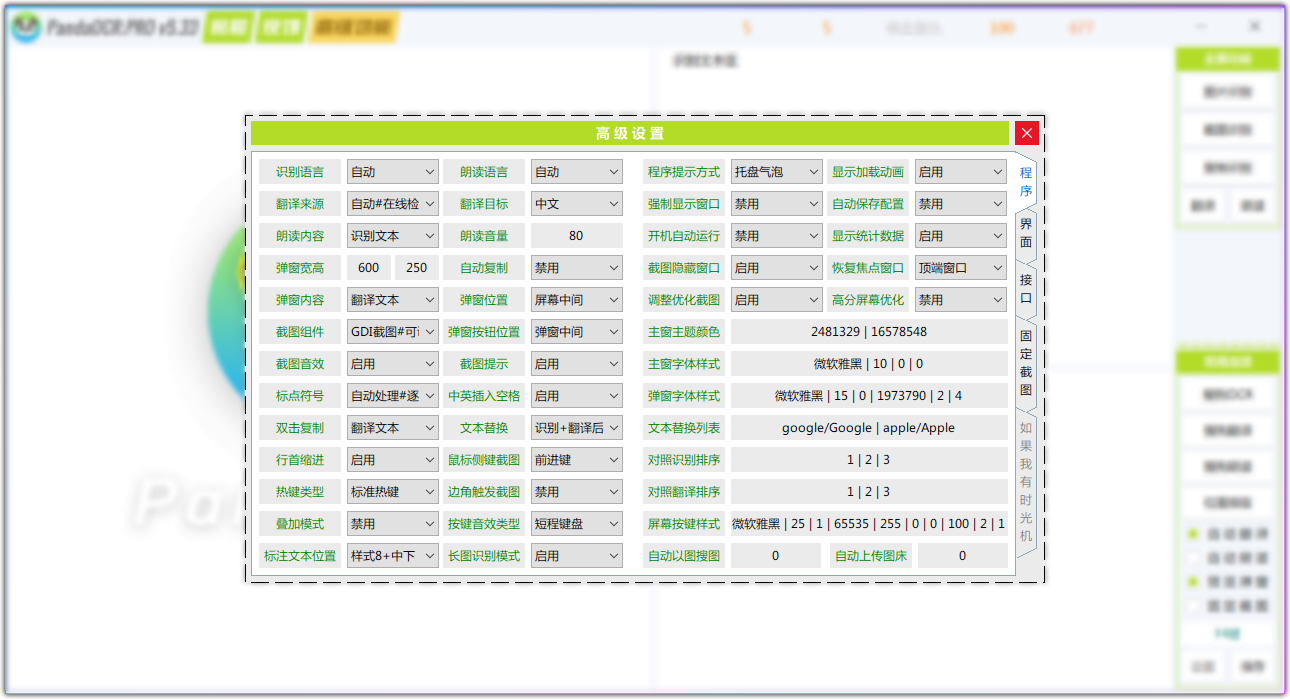 PandaOCR.PRO v5.33
识别文本区
高级设置
识别语言 自动 朗读语言 自动 程序提示方式 托盘气泡 显示加载动画 启用
翻译来源 自动#在线检 翻译目标 中文 强制显示窗口 禁用 自动保存配置 禁用
朗读内容 识别文本 朗读音量 80 开机自动运行 禁用 显示统计数据 启用
弹窗宽高 600 250 自动复制 禁用 截图隐藏窗口 启用 恢复焦点窗口 顶端窗口
弹窗内容 翻译文本 弹窗位置 屏幕中间 调整优化截图 启用 高分屏幕优化 禁用
截图组件 GDI截图#可 弹窗按钮位置 弹窗中间 主窗主题颜色 2481329 | 16578548
截图音效 启用 截图提示 启用 主窗字体样式 微软雅黑 | 10 | 0 | 0
标点符号 自动处理#逐 中英插入空格 启用 弹窗字体样式 微软雅黑 | 15 | 0 | 1973790 | 2 | 4
双击复制 翻译文本 文本替换 识别+翻译后 文本替换列表 google/Google | apple/Apple
行首缩进 启用 鼠标侧键截图 前进键 对照识别排序 1 | 2 | 3
热键类型 标准热键 边角触发截图 禁用 对照翻译排序 1 | 2 | 3
叠加模式 禁用 按键音效类型 短程键盘 屏幕按键样式 微软雅黑 | 25 | 1 | 65535 | 255 | 0 | 0 | 100 | 2 | 1
标注文本位置 样式8+中下 长图识别模式 启用 自动以图搜图 0 自动上传图床 0
程序
界面
接口
固定截图
如果我有时光机